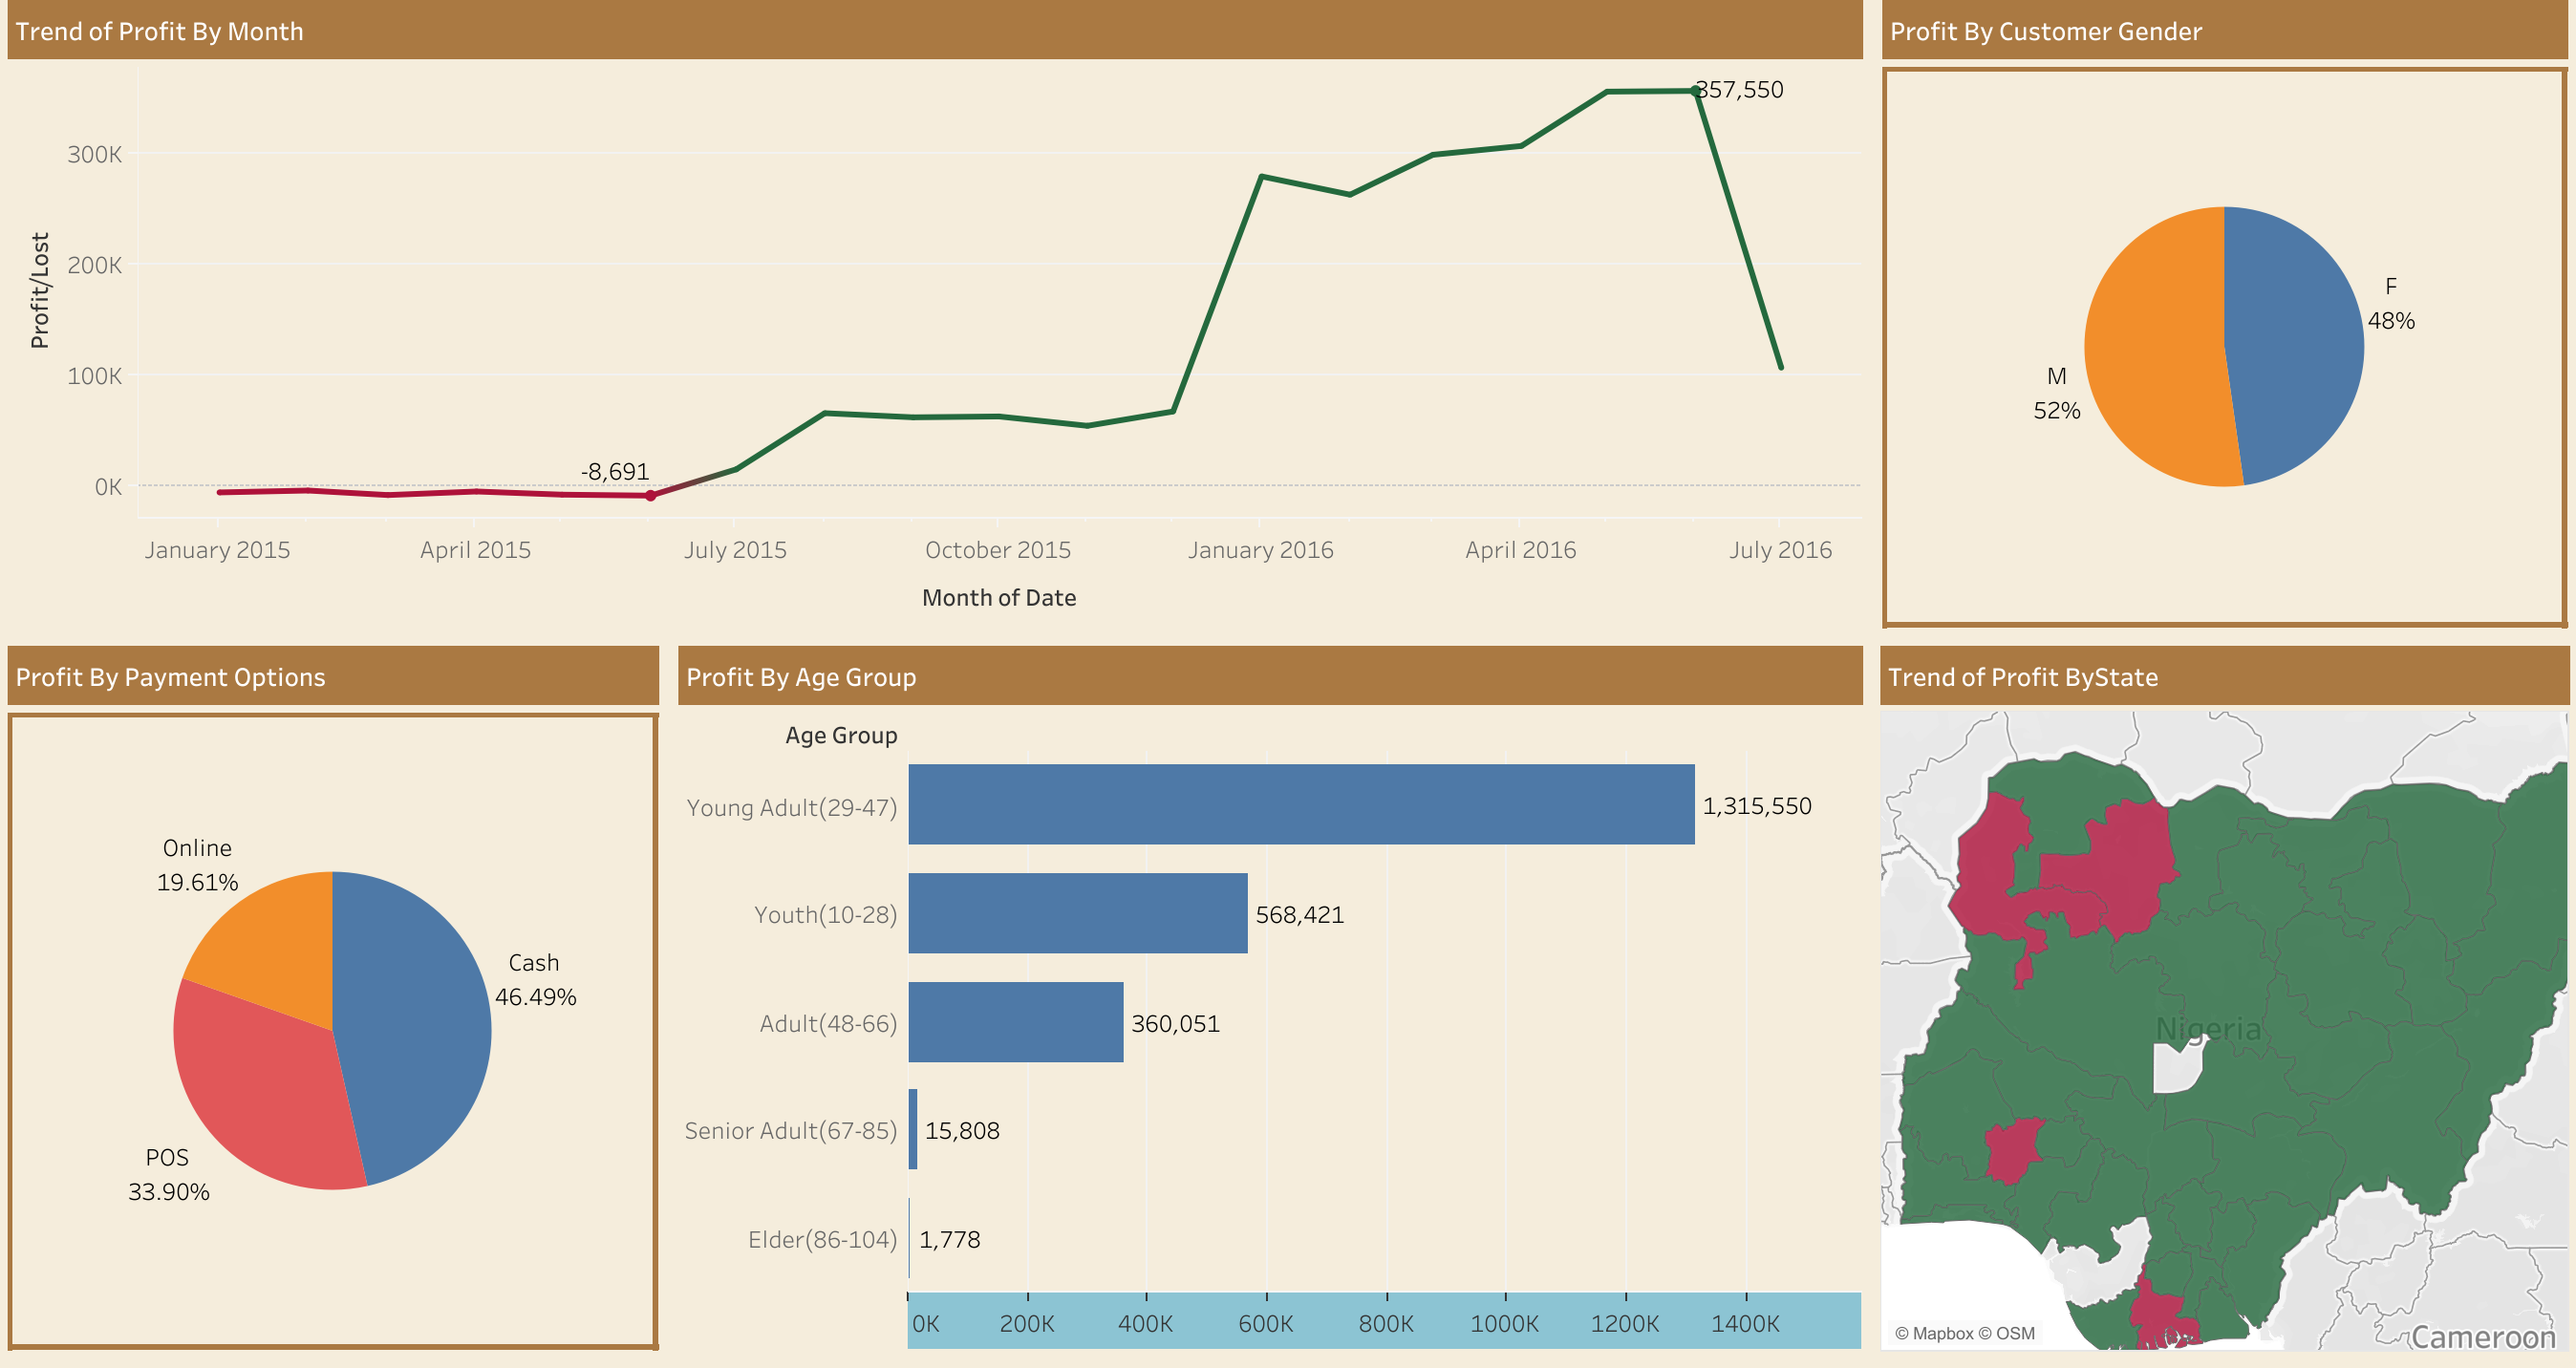 Trend of Profit By Month
Profit By Customer Gender
357,550
300K
200K
100K
0K
Profit/Lost
-8,691
January 2015
April 2015
July 2015
October 2015
January 2016
April 2016
July 2016
Month of Date
F
48%
M
52%
Profit By Payment Options
Online
19.61%
Cash
46.49%
POS
33.90%
Profit By Age Group
Age Group
Young Adult(29-47)
1,315,550
Youth(10-28)
568,421
Adult(48-66)
360,051
Senior Adult(67-85)
15,808
Elder(86-104)
1,778
0K
200K
400K
600K
800K
1000K
1200K
1400K
Trend of Profit ByState
Nigeria
© Mapbox © OSM
Cameroon